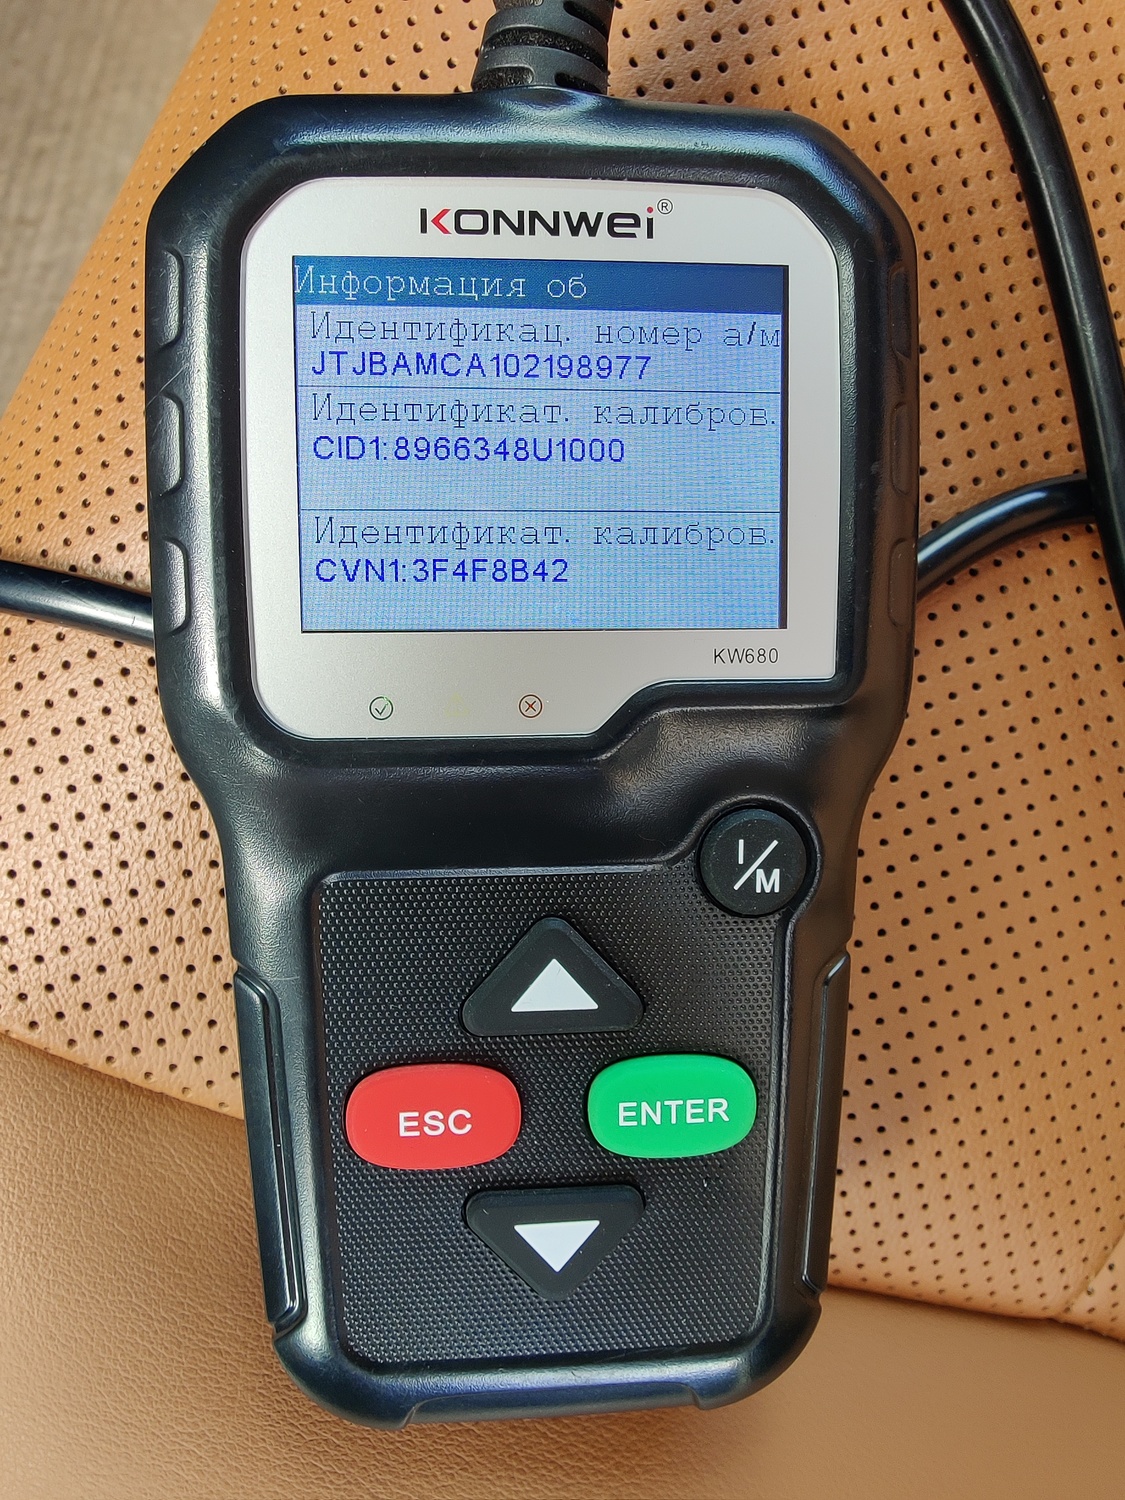 KONNWEI®
Информация об
Идентификац. номер а/м
JTJBAMCA102198977
Идентификат. калибров.
CID1:8966348U1000
Идентификат. калибров.
CVN1:3F4F8B42
KW680
I/M
ESC
ENTER